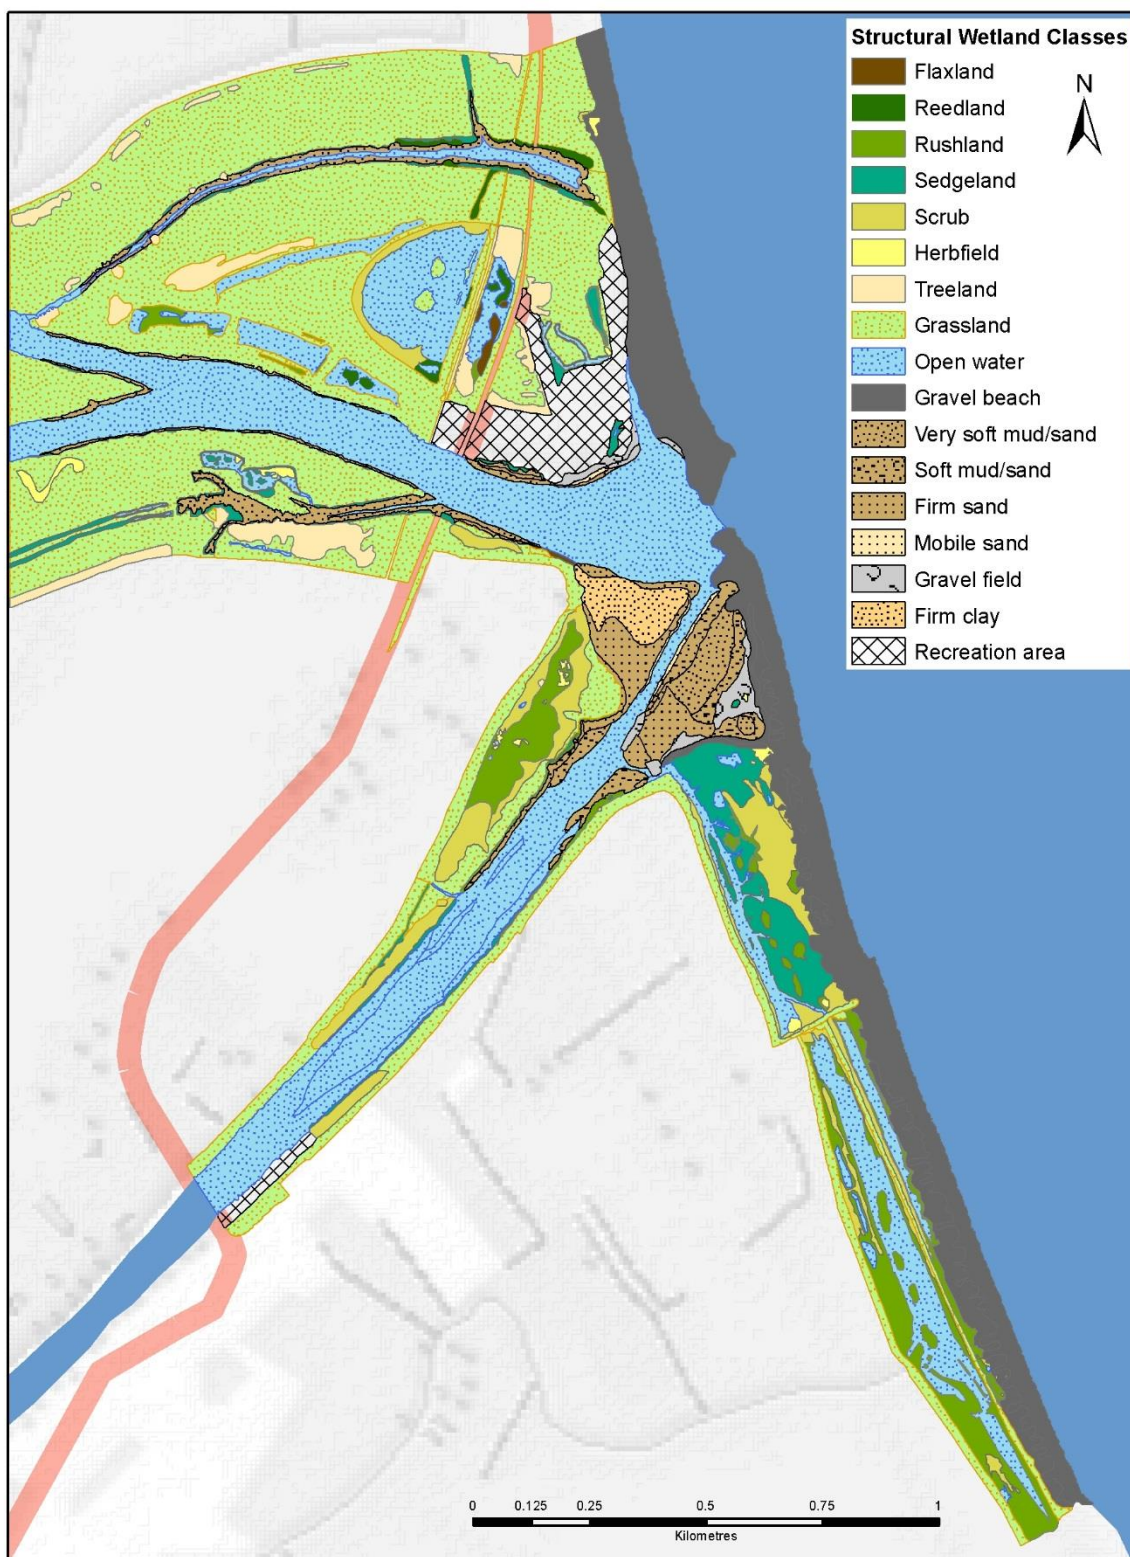 Structural Wetland Classes
Flaxland
N
Reedland
Rushland
Sedgeland
Scrub
Herbfield
Treeland
Grassland
Open water
Gravel beach
Very soft mud/sand
Soft mud/sand
Firm sand
Mobile sand
Gravel field
Firm clay
Recreation area
0 0.125 0.25 0.5 0.75 1
Kilometres